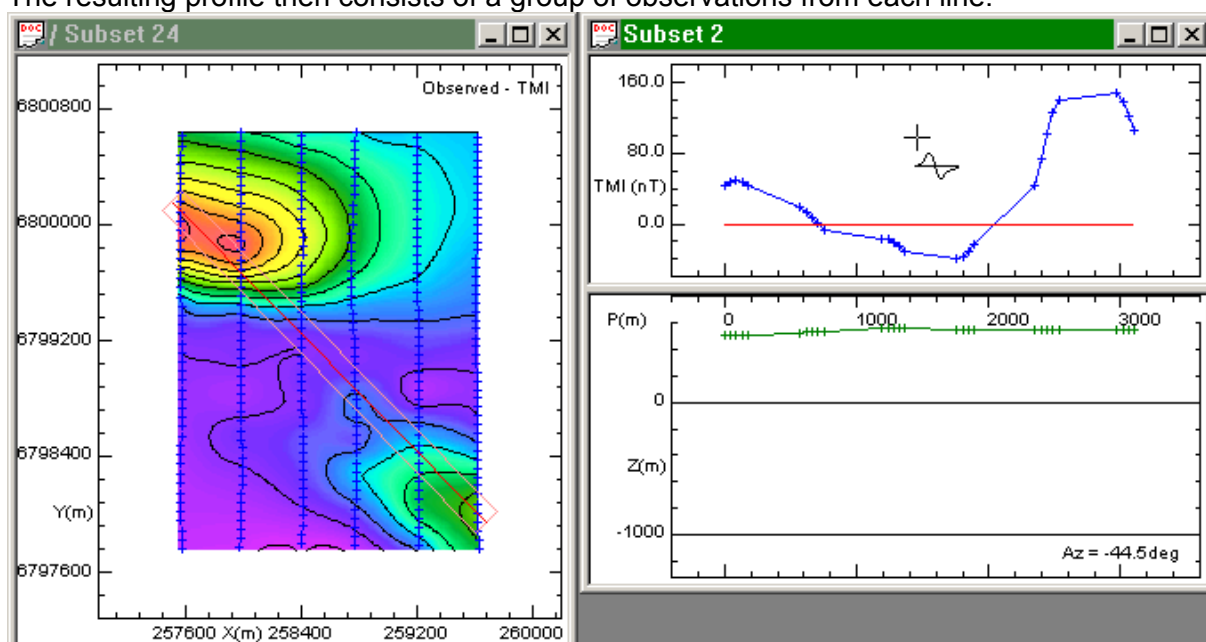 The resulting profile then consists of a group of observations from each line.
/ Subset 24
Observed - TMI
6800800
6800000
6799200
6798400
Y(m)
6797600
257600 X(m) 258400 259200 260000
Subset 2
160.0
80.0
TMI (nT)
0.0
P(m) 0 1000 2000 3000
0
Z(m)
-1000
Az = -44.5deg